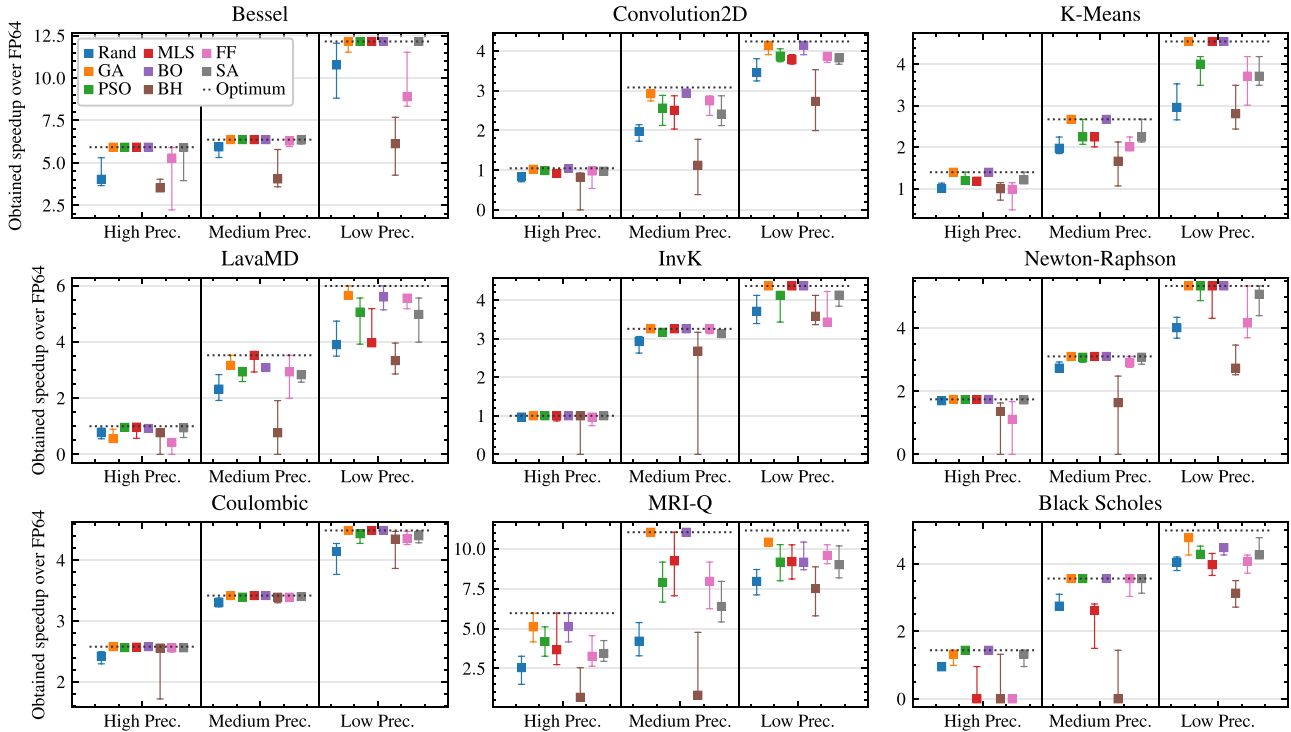 Bessel
Convolution2D
K-Means
Obtained speedup over FP64
12.5
10.0
7.5
5.0
2.5
Rand
MLS
FF
GA
BO
SA
PSO
BH
Optimum
High Prec.
Medium Prec.
Low Prec.
4
3
2
1
0
High Prec.
Medium Prec.
Low Prec.
4
3
2
1
High Prec.
Medium Prec.
Low Prec.
LavaMD
InvK
Newton-Raphson
Obtained speedup over FP64
6
4
2
0
High Prec.
Medium Prec.
Low Prec.
4
3
2
1
0
High Prec.
Medium Prec.
Low Prec.
4
2
0
High Prec.
Medium Prec.
Low Prec.
Coulombic
MRI-Q
Black Scholes
Obtained speedup over FP64
4
3
2
High Prec.
Medium Prec.
Low Prec.
10.0
7.5
5.0
2.5
High Prec.
Medium Prec.
Low Prec.
4
2
0
High Prec.
Medium Prec.
Low Prec.